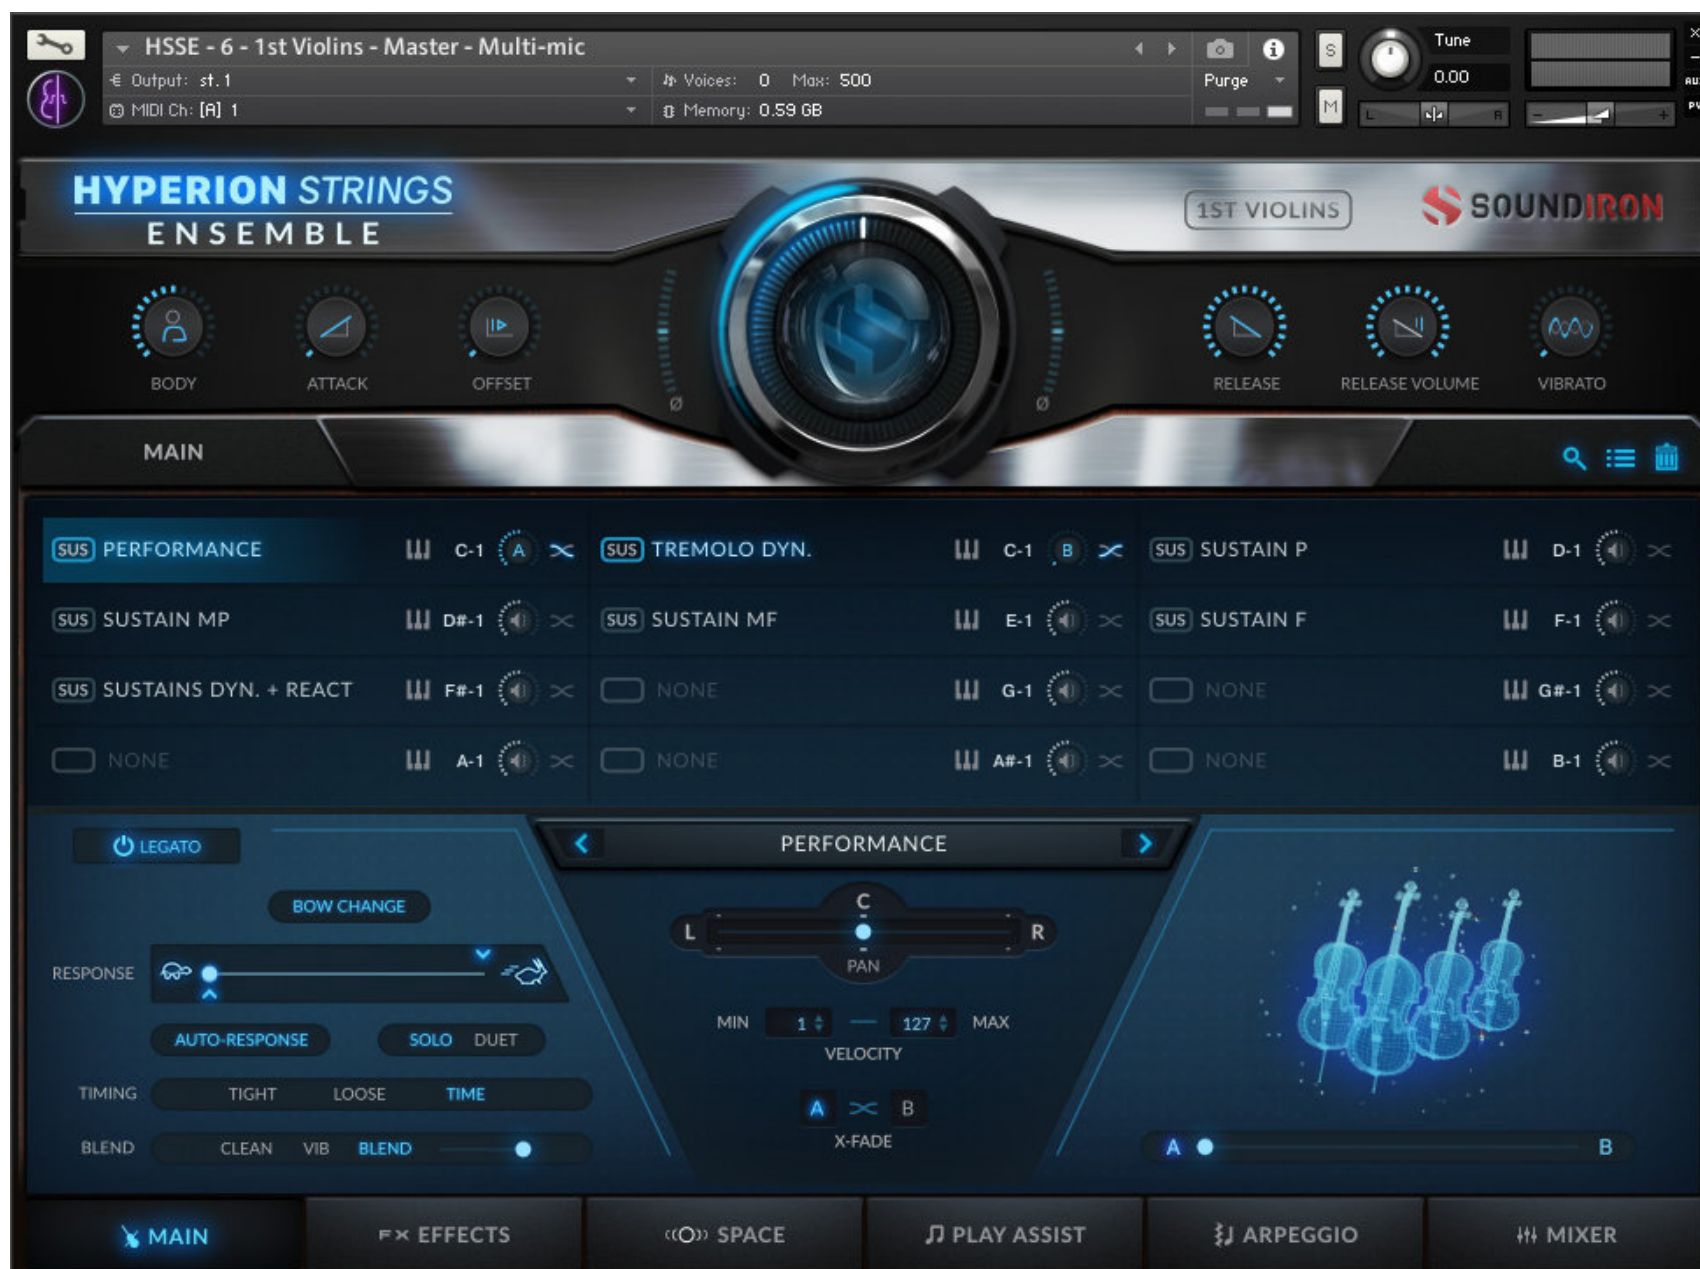 HSSE - 6 - 1st Violins - Master - Multi-mic
Output: st. 1
Voices: 0 Max: 500
Purge
MIDI Ch: [A] 1
Memory: 0.59 GB
S
M
Tune
0.00
L R
- +
HYPERION STRINGS
ENSEMBLE
1ST VIOLINS
SOUNDIRON
BODY
ATTACK
OFFSET
Ø
Ø
RELEASE
RELEASE VOLUME
VIBRATO
MAIN
SUS PERFORMANCE C-1 A
SUS TREMOLO DYN. C-1 B
SUS SUSTAIN P D-1
SUS SUSTAIN MP D#-1
SUS SUSTAIN MF E-1
SUS SUSTAIN F F-1
SUS SUSTAINS DYN. + REACT F#-1
NONE G-1
NONE G#-1
NONE A-1
NONE A#-1
NONE B-1
LEGATO
BOW CHANGE
RESPONSE
AUTO-RESPONSE
SOLO DUET
TIMING TIGHT LOOSE TIME
BLEND CLEAN VIB BLEND
PERFORMANCE
C
L R
PAN
MIN 1 127 MAX
VELOCITY
A B
X-FADE
A B
MAIN
FX EFFECTS
SPACE
PLAY ASSIST
ARPEGGIO
MIXER